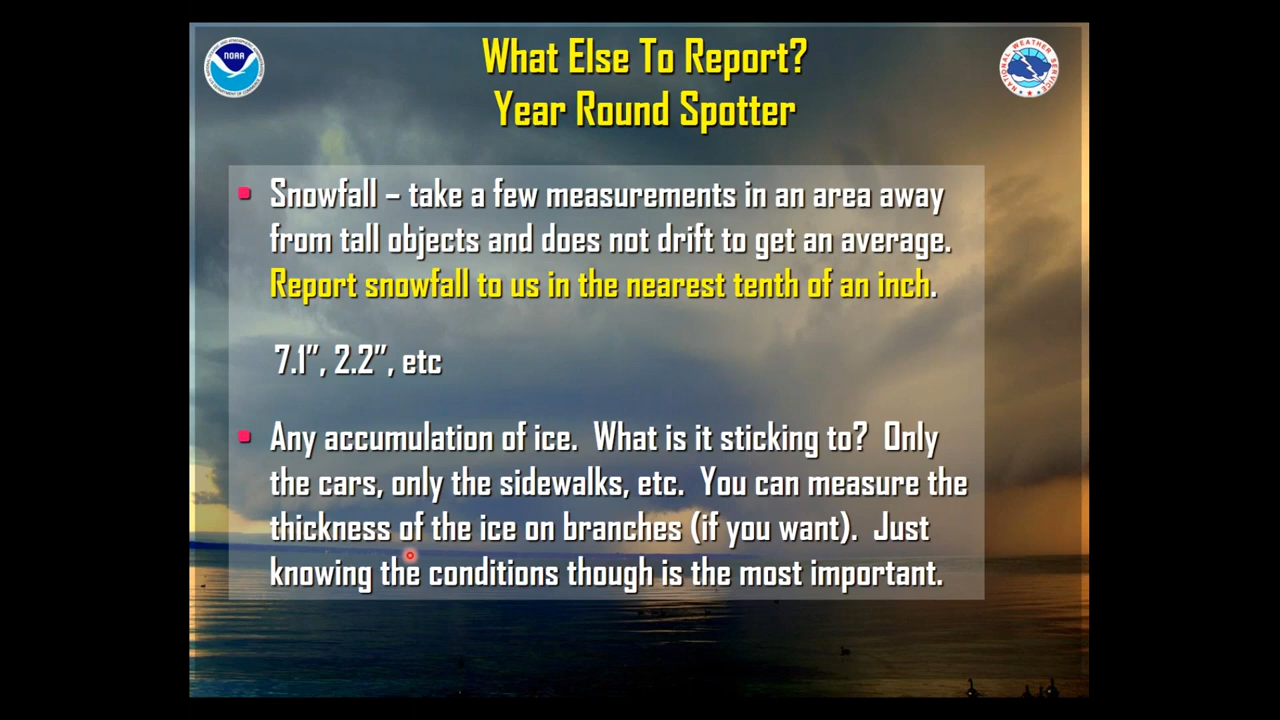 What Else To Report?
Year Round Spotter
NOAA
NATIONAL WEATHER SERVICE
Snowfall – take a few measurements in an area away
from tall objects and does not drift to get an average.
Report snowfall to us in the nearest tenth of an inch.
7.1”, 2.2”, etc
Any accumulation of ice.  What is it sticking to?  Only
the cars, only the sidewalks, etc.  You can measure the
thickness of the ice on branches (if you want).  Just
knowing the conditions though is the most important.